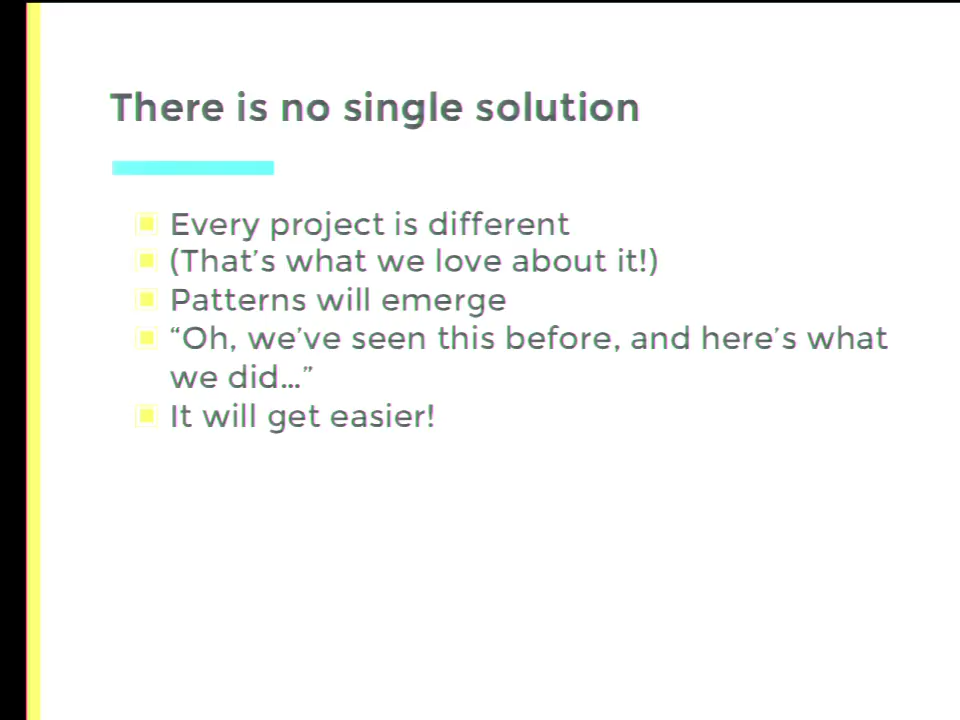 There is no single solution
Every project is different
(That’s what we love about it!)
Patterns will emerge
“Oh, we’ve seen this before, and here’s what
we did...”
It will get easier!